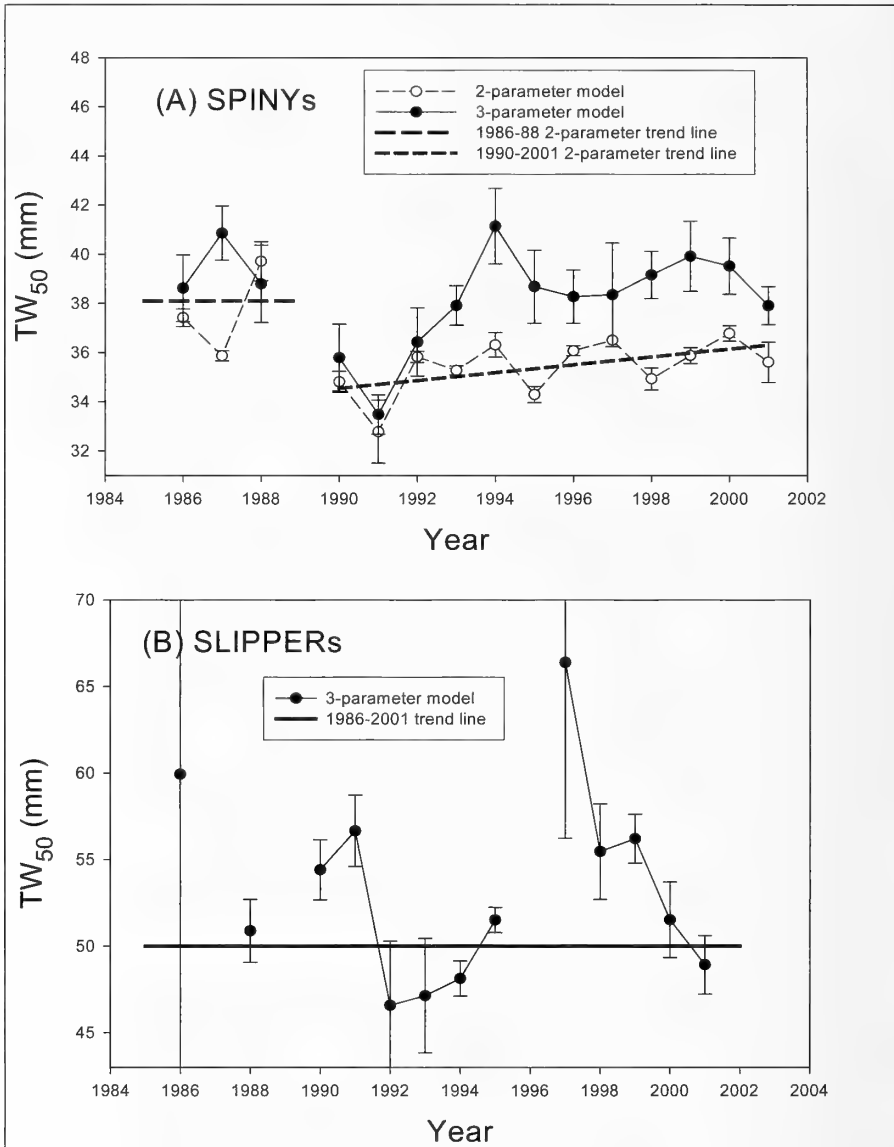 (A) SPINYs
2-parameter model
3-parameter model
1986-88 2-parameter trend line
1990-2001 2-parameter trend line
TW50 (mm)
48
46
44
42
40
38
36
34
32
1984 1986 1988 1990 1992 1994 1996 1998 2000 2002
Year
(B) SLIPPERs
3-parameter model
1986-2001 trend line
TW50 (mm)
70
65
60
55
50
45
1984 1986 1988 1990 1992 1994 1996 1998 2000 2002 2004
Year